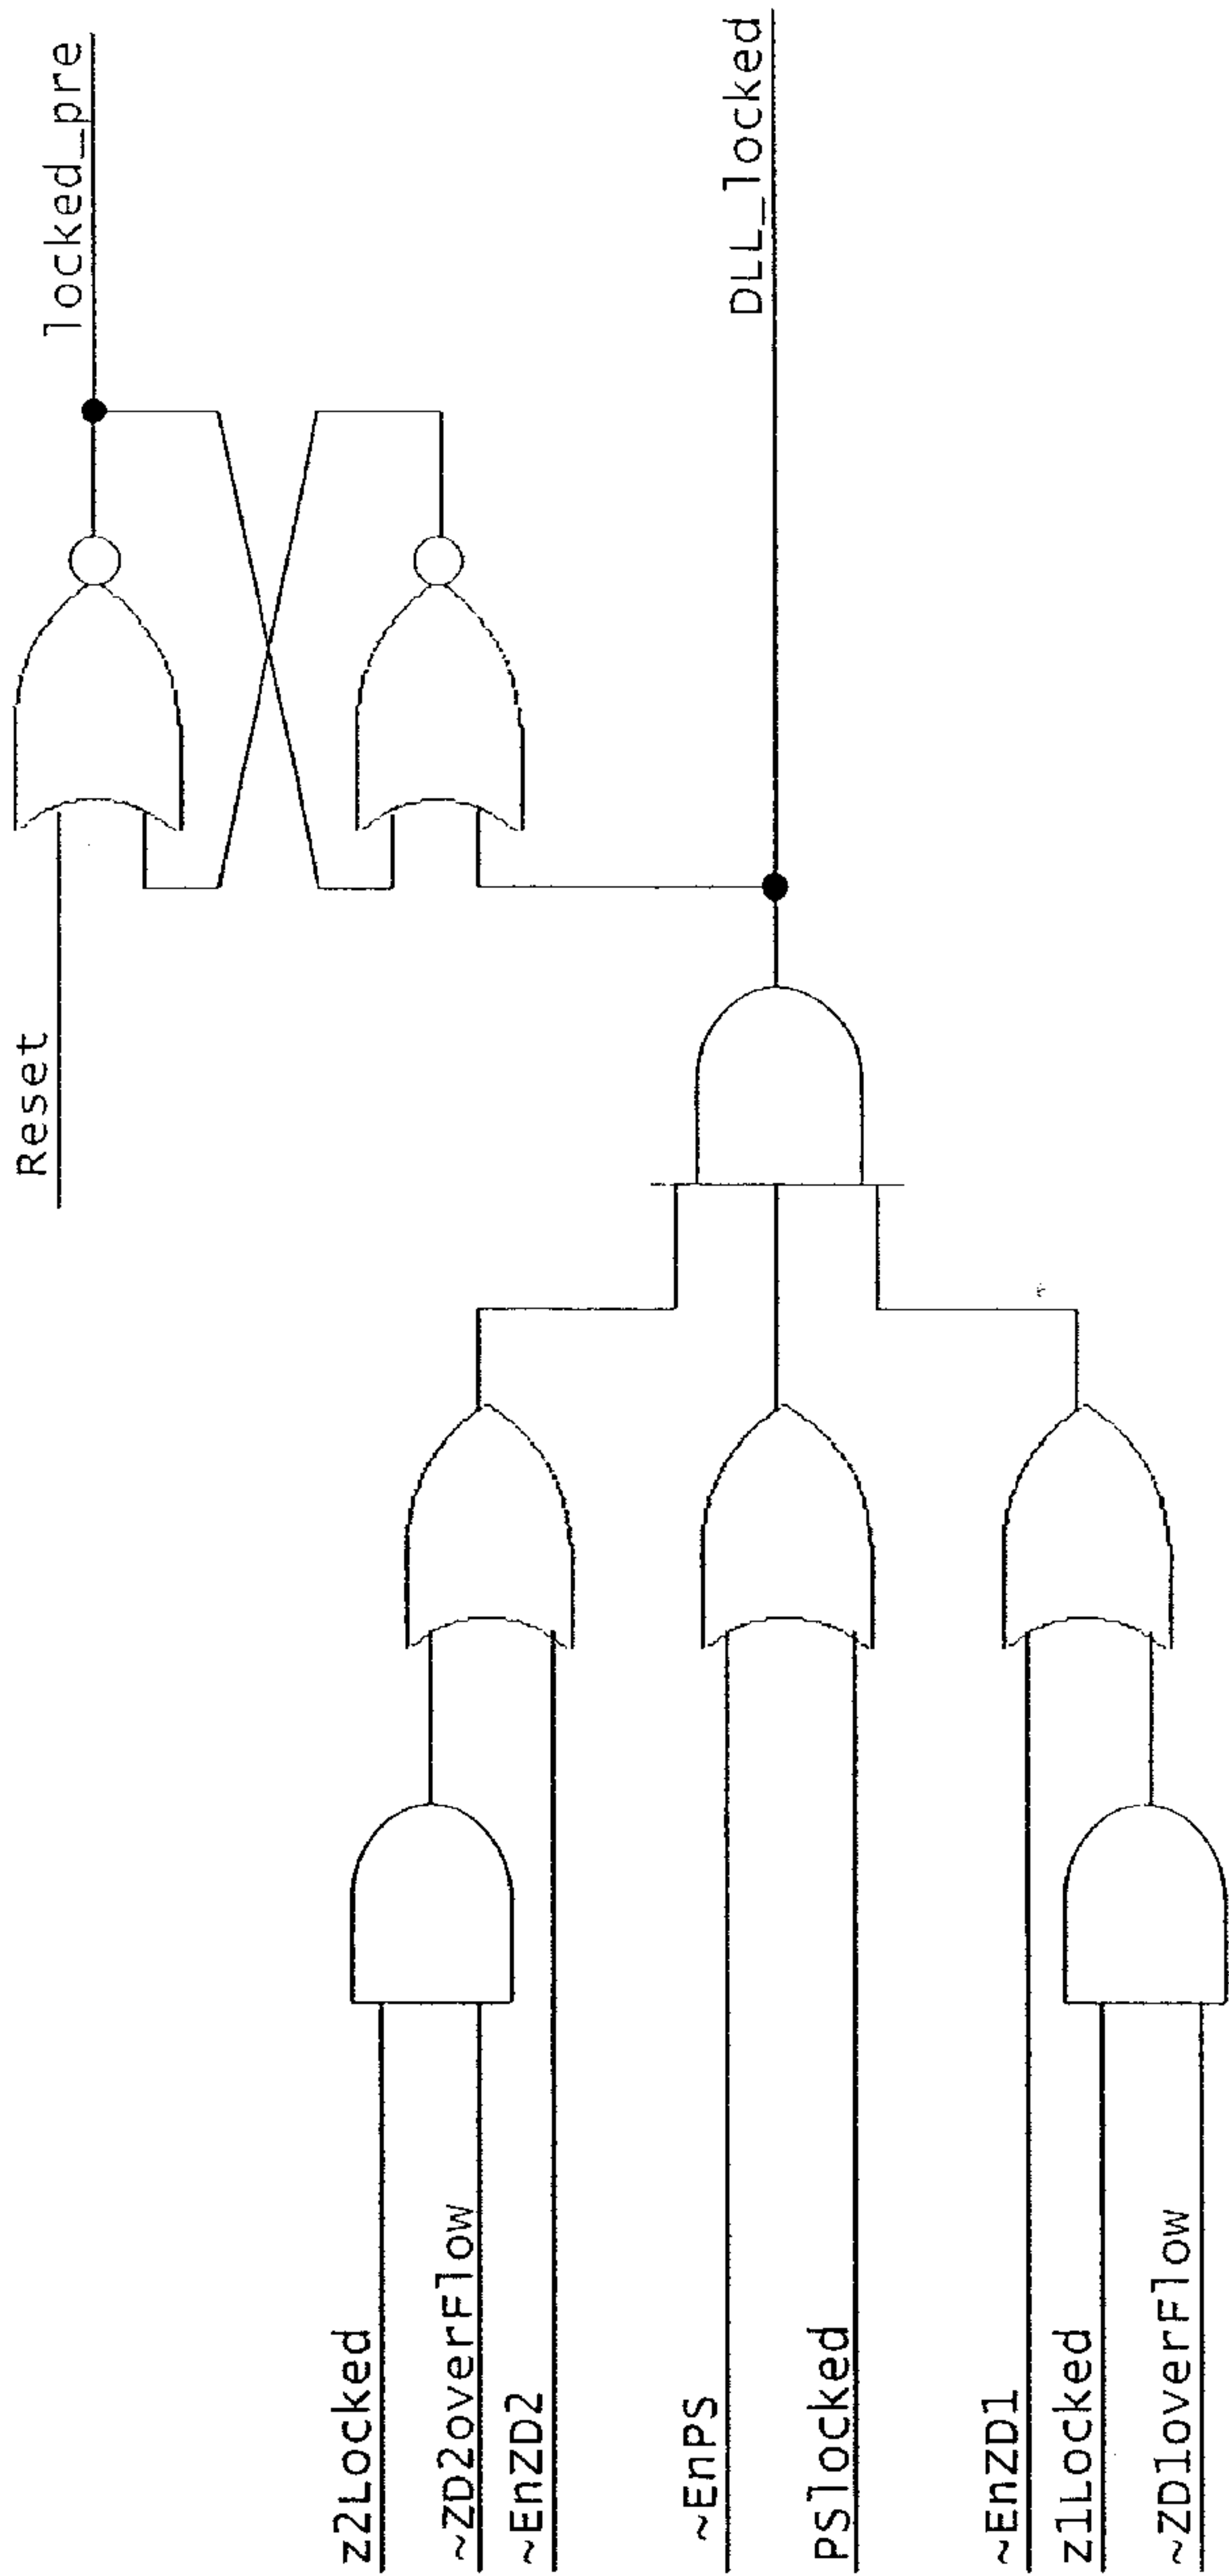 Reset
locked_pre
z2Locked
~ZD2overFlow
~EnZD2
~EnPS
PSlocked
DLL_locked
~EnZD1
z1Locked
~ZD1overFlow